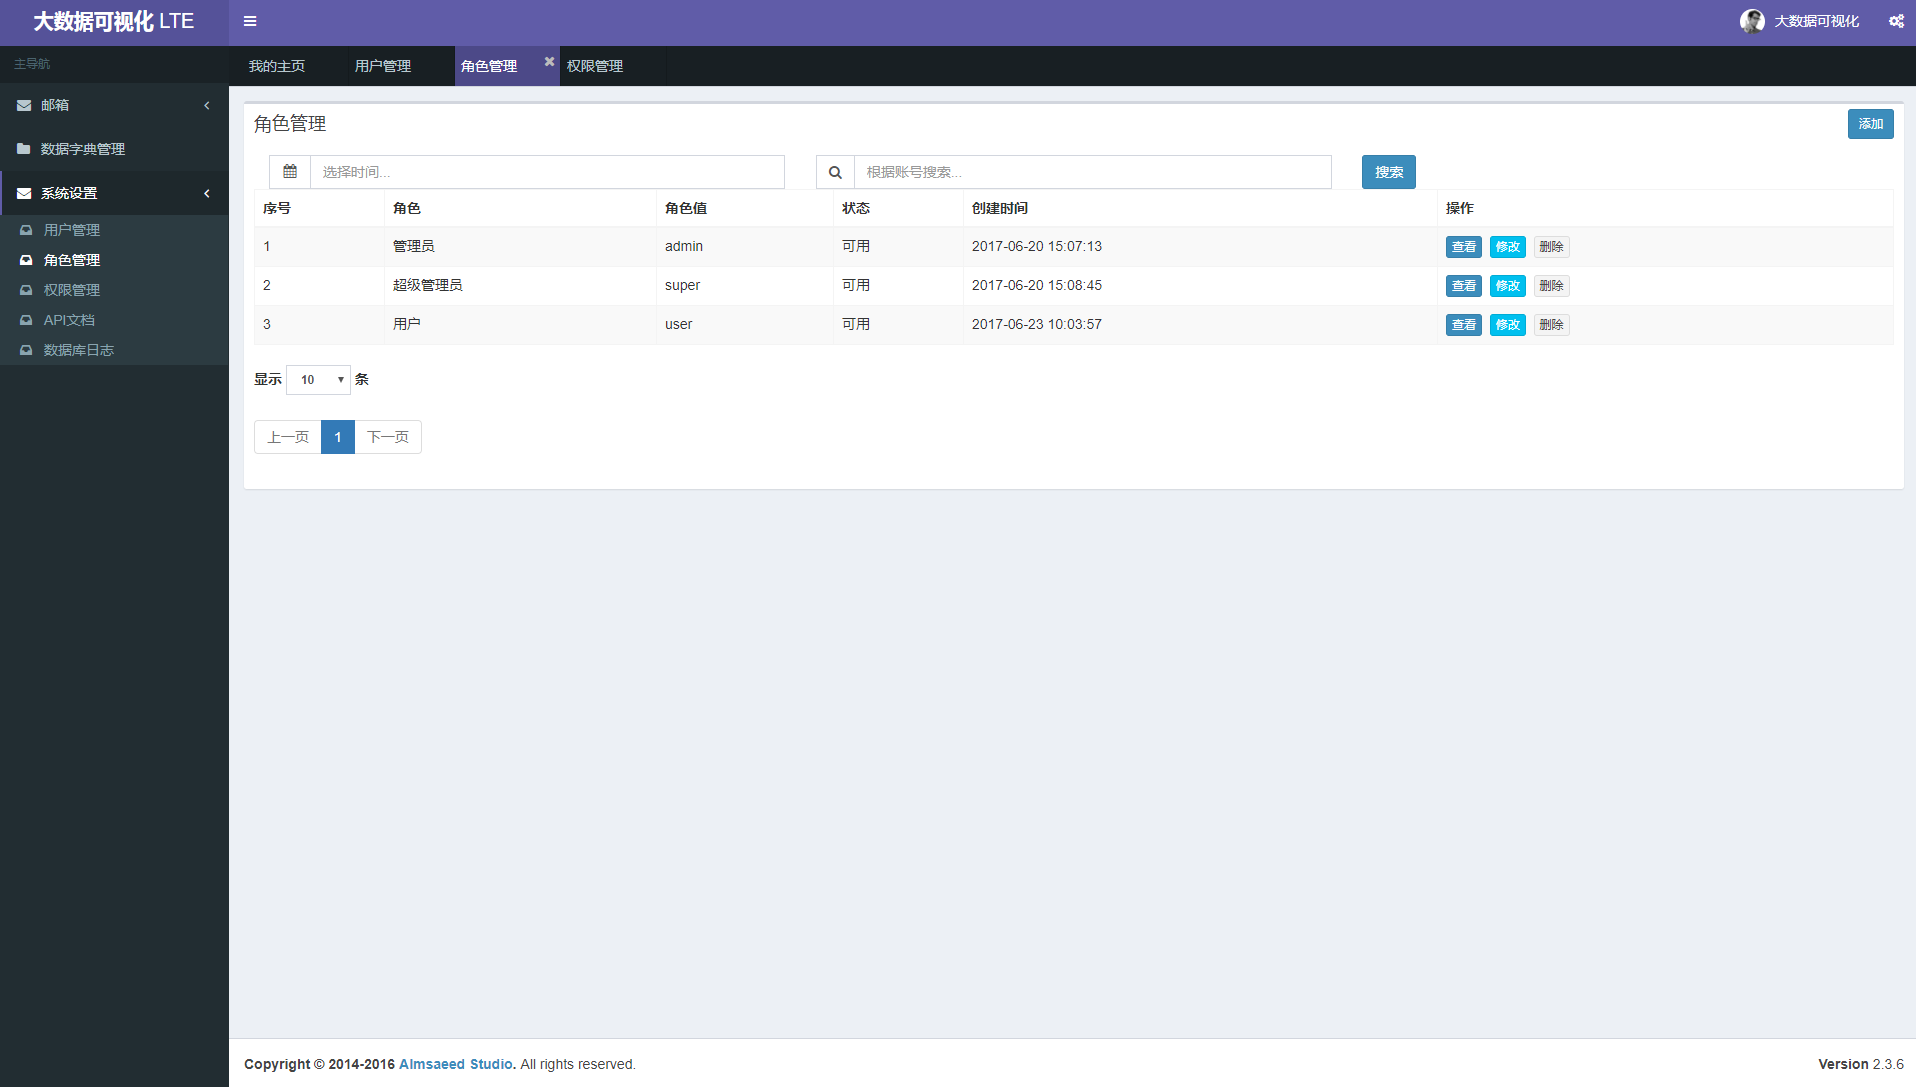 大数据可视化 LTE
大数据可视化
主导航
我的主页 用户管理 角色管理 权限管理
邮箱
数据字典管理
系统设置
用户管理
角色管理
权限管理
API文档
数据库日志
角色管理
添加
选择时间... 根据账号搜索... 搜索
序号 角色 角色值 状态 创建时间 操作
1 管理员 admin 可用 2017-06-20 15:07:13 查看 修改 删除
2 超级管理员 super 可用 2017-06-20 15:08:45 查看 修改 删除
3 用户 user 可用 2017-06-23 10:03:57 查看 修改 删除
显示 10 条
上一页 1 下一页
Copyright © 2014-2016 Almsaeed Studio. All rights reserved.
Version 2.3.6